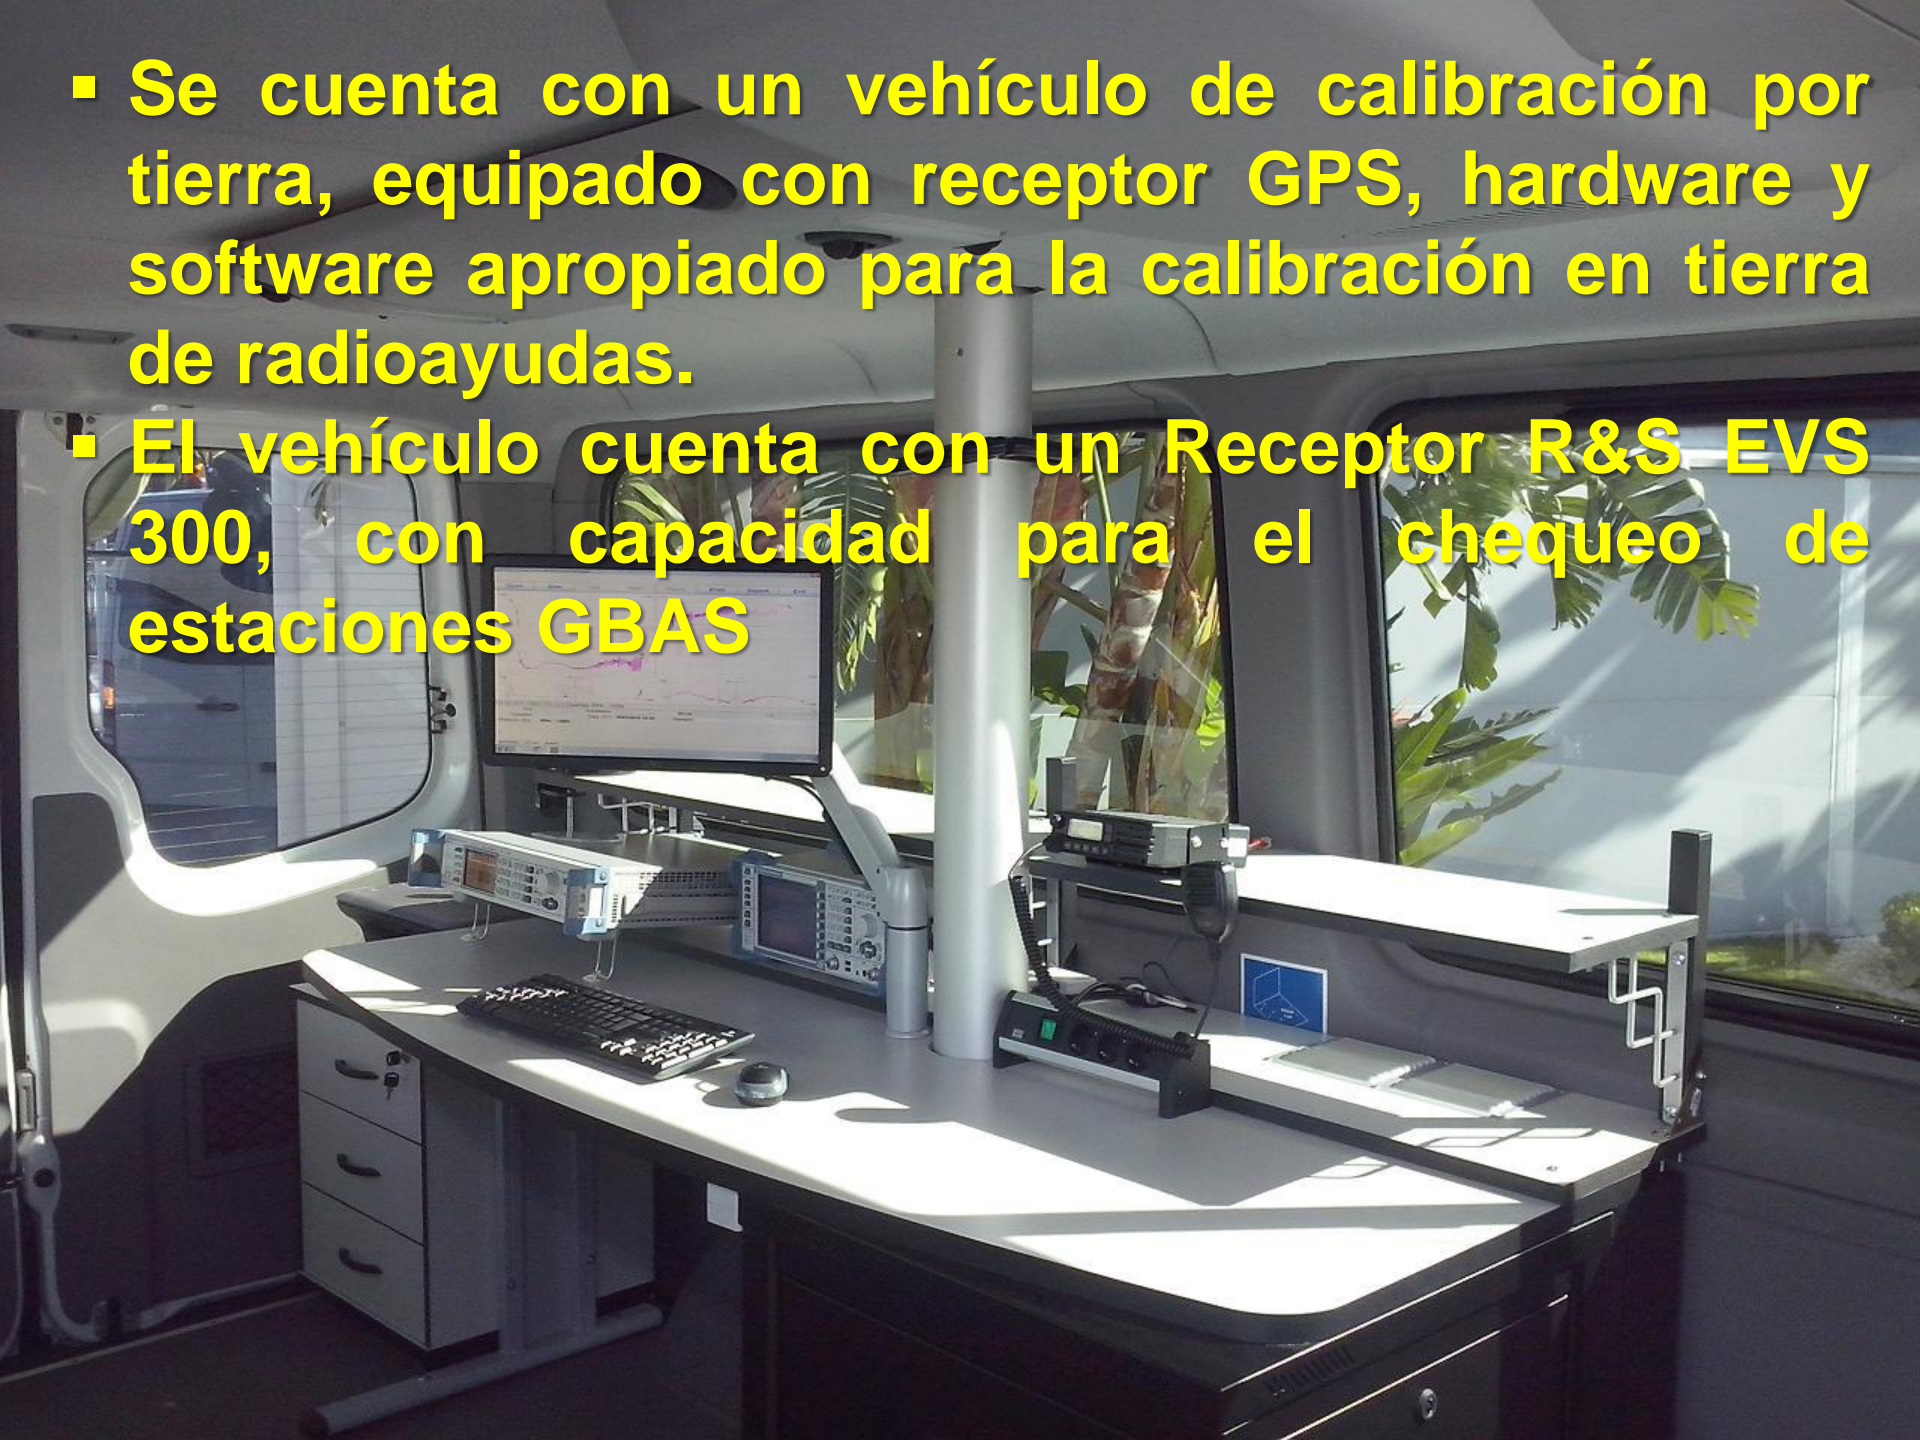 ▪ Se cuenta con un vehículo de calibración por
tierra, equipado con receptor GPS, hardware y
software apropiado para la calibración en tierra
de radioayudas.
▪ El vehículo cuenta con un Receptor R&S EVS
300, con capacidad para el chequeo de
estaciones GBAS